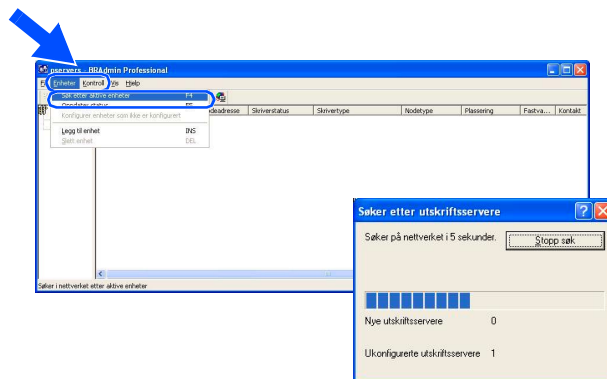 pservers - BRAdmin Professional
Enheter Kontroll Vis Hjelp
Søk etter aktive enheter F4
Oppdater status F5
Konfigurer enheter som ikke er konfigurert
Legg til enhet INS
Slett enhet DEL
deadresse Skriverstatus Skrivertype Nodetype Plassering Fastva... Kontakt
Søker i nettverket etter aktive enheter
Søker etter utskriftsservere
Søker på nettverket i 5 sekunder. Stopp søk
Nye utskriftsservere 0
Ukonfigurerte utskriftsservere 1